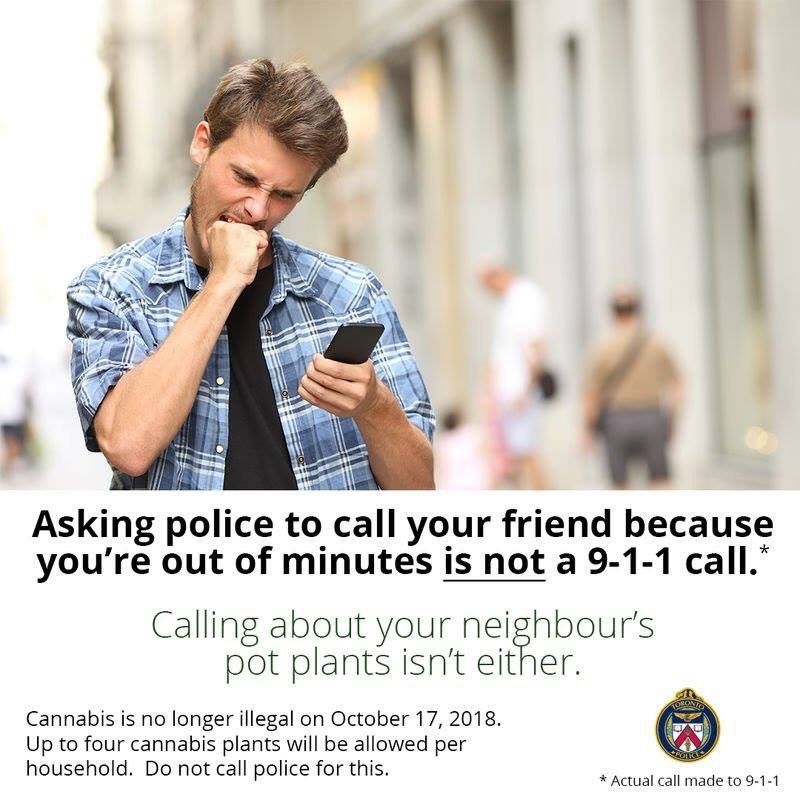 Asking police to call your friend because
you're out of minutes is not a 9-1-1 call.*
Calling about your neighbour's
pot plants isn't either.
Cannabis is no longer illegal on October 17, 2018.
Up to four cannabis plants will be allowed per
household.  Do not call police for this.
TORONTO
POLICE
* Actual call made to 9-1-1